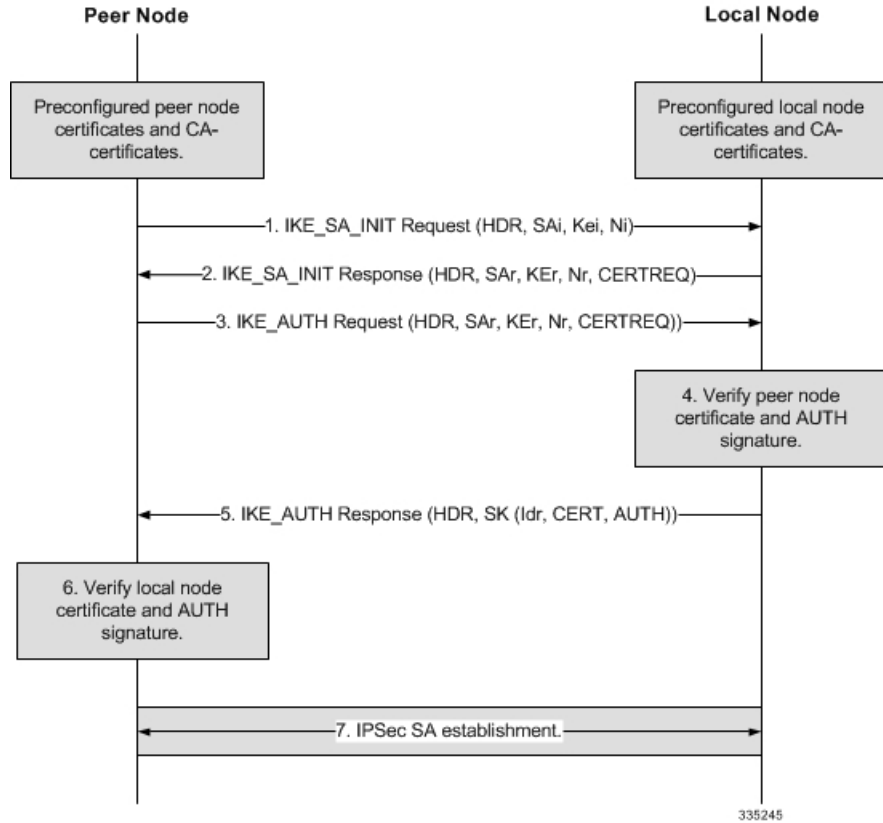 Peer Node
Local Node
Preconfigured peer node
certificates and CA-
certificates.
Preconfigured local node
certificates and CA-
certificates.
1. IKE_SA_INIT Request (HDR, SAi, Kei, Ni)
2. IKE_SA_INIT Response (HDR, SAr, KEr, Nr, CERTREQ)
3. IKE_AUTH Request (HDR, SAr, KEr, Nr, CERTREQ))
4. Verify peer node
certificate and AUTH
signature.
5. IKE_AUTH Response (HDR, SK (Idr, CERT, AUTH))
6. Verify local node
certificate and AUTH
signature.
7. IPSec SA establishment.
335245